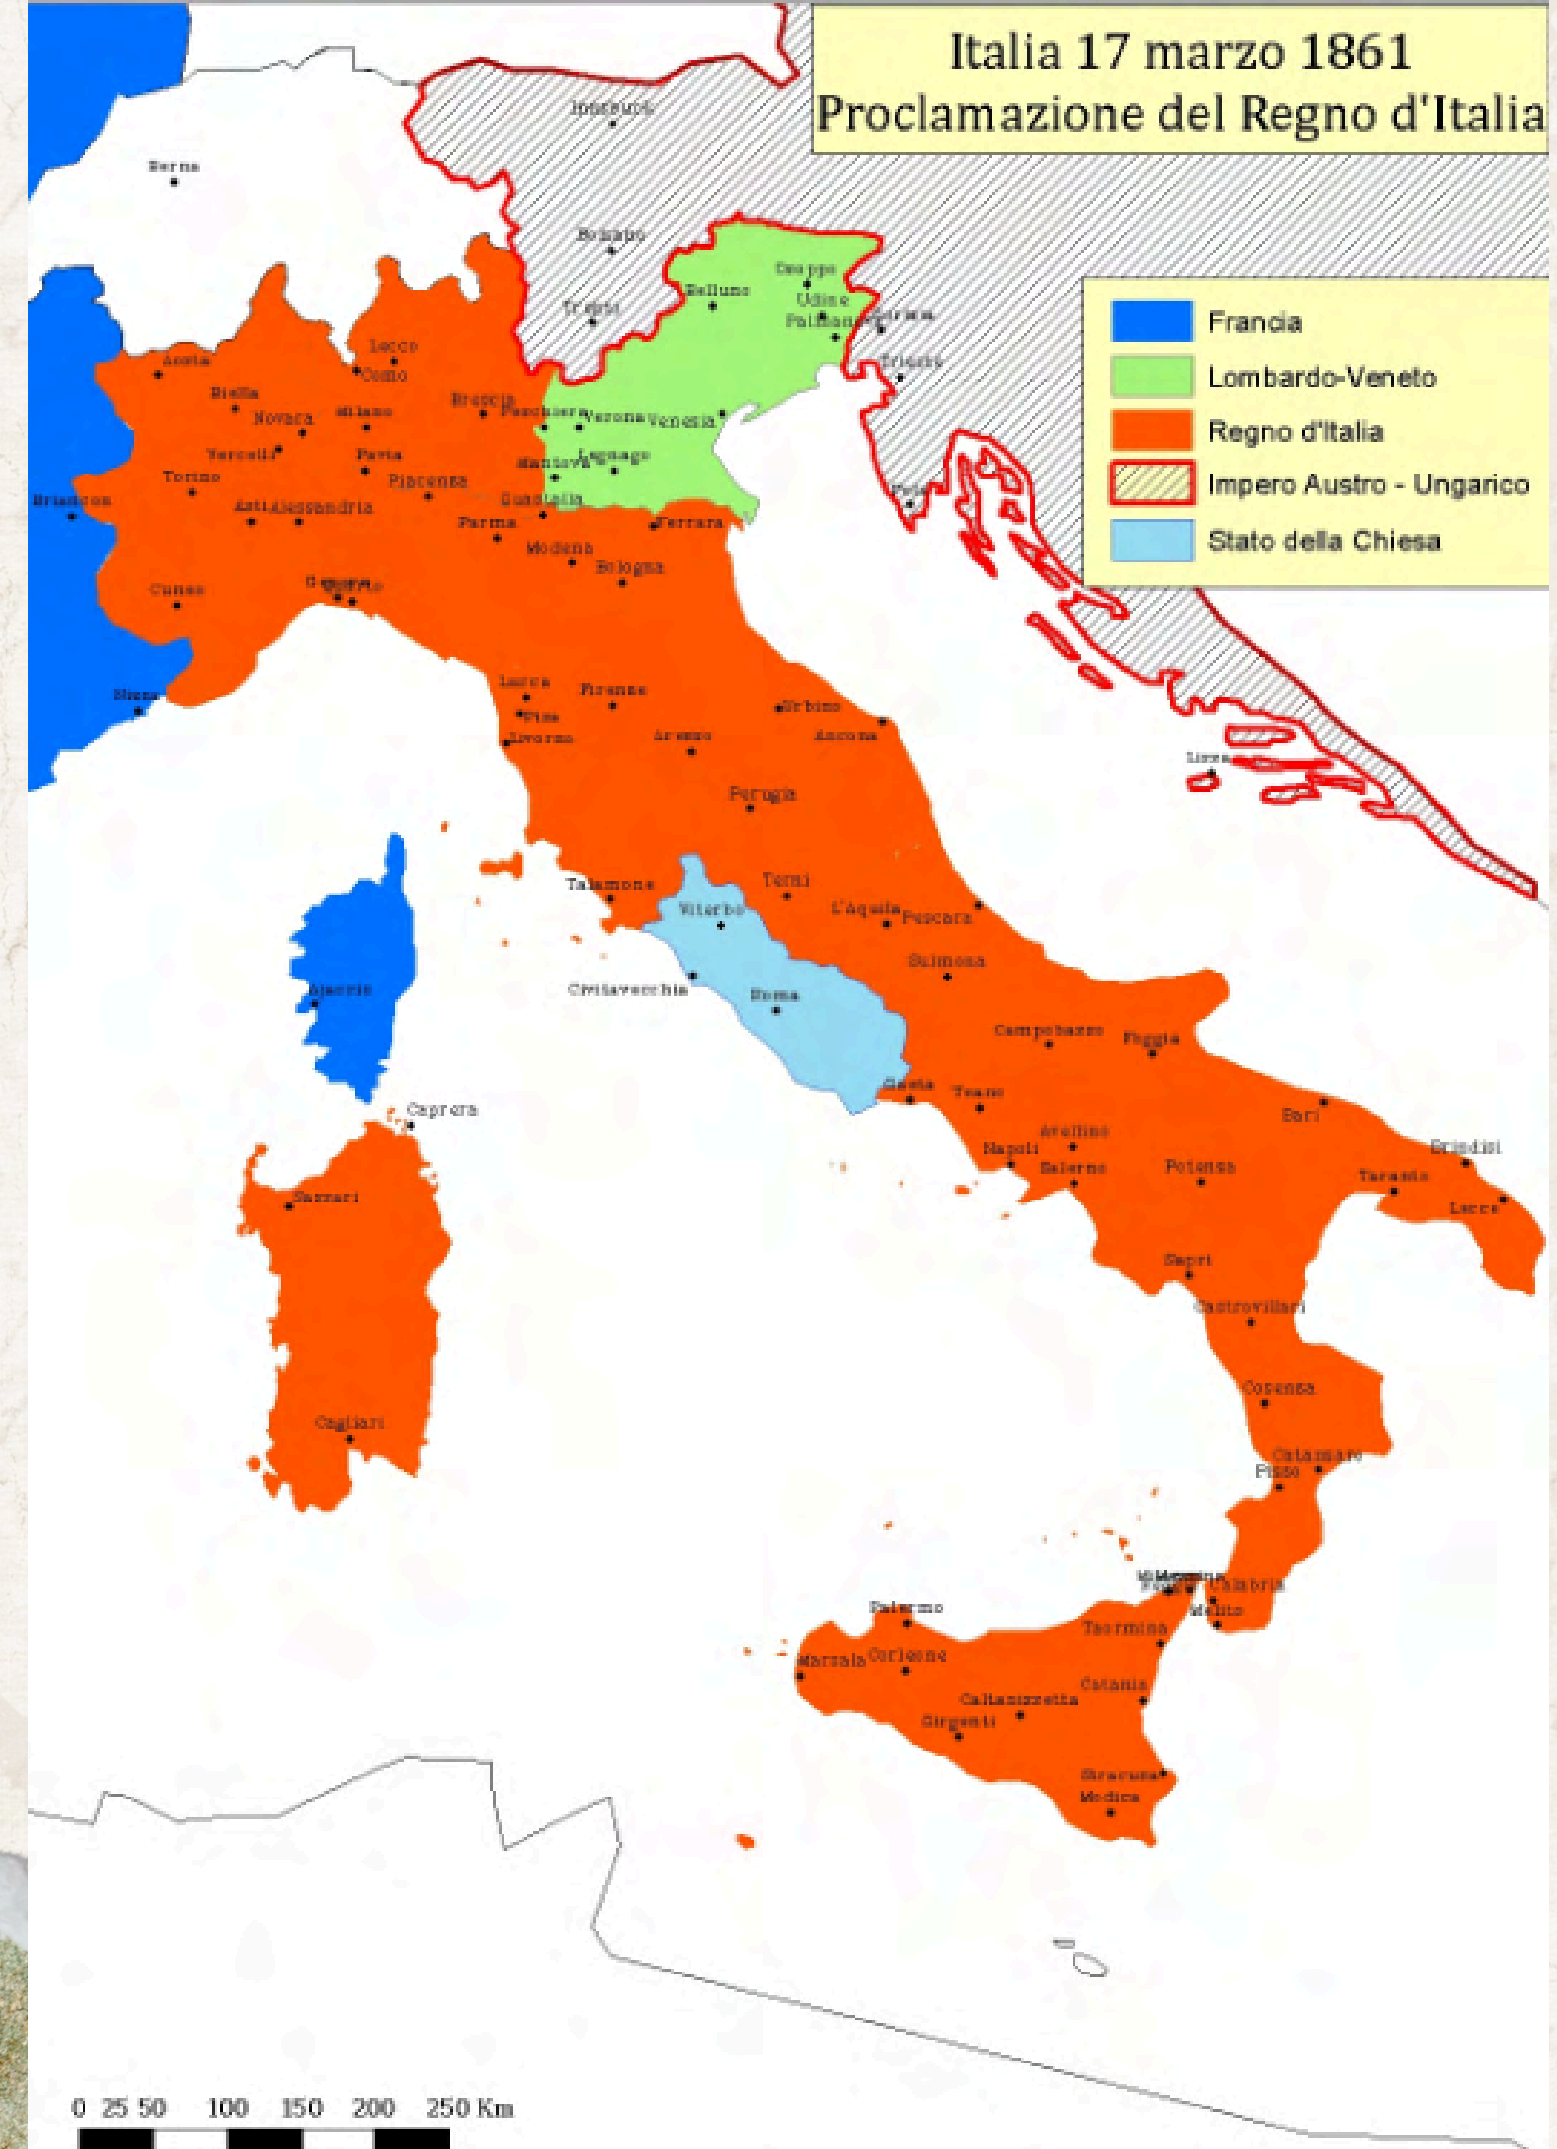 Italia 17 marzo 1861
Proclamazione del Regno d'Italia
Berna
Bolzano
Belluno
Udine
Francia
Lombardo-Veneto
Regno d'Italia
Impero Austro - Ungarico
Stato della Chiesa
Trento
Trieste
Aosta
Lecco
Como
Biella
Novara
Milano
Brescia
Peschiera
Verona
Venezia
Vercelli
Pavia
Mantova
Legnago
Torino
Piacenza
Briancon
Asti
Alessandria
Guastalla
Parma
Ferrara
Pola
Modena
Bologna
Cuneo
Lucca
Firenze
Nizza
Pisa
Urbino
Livorno
Arezzo
Ancona
Lissa
Perugia
Talamone
Terni
Viterbo
L'Aquila
Pescara
Sulmona
Ajaccio
Civitavecchia
Roma
Campobasso
Foggia
Gaeta
Teano
Caprera
Bari
Avellino
Napoli
Brindisi
Salerno
Potenza
Taranto
Sassari
Lecce
Sapri
Castrovillari
Cosenza
Cagliari
Catanzaro
Pizzo
Calabria
Palermo
Melito
Taormina
Marsala
Corleone
Catania
Caltanizzetta
Girgenti
Siracusa
Modica
0 25 50 100 150 200 250 Km